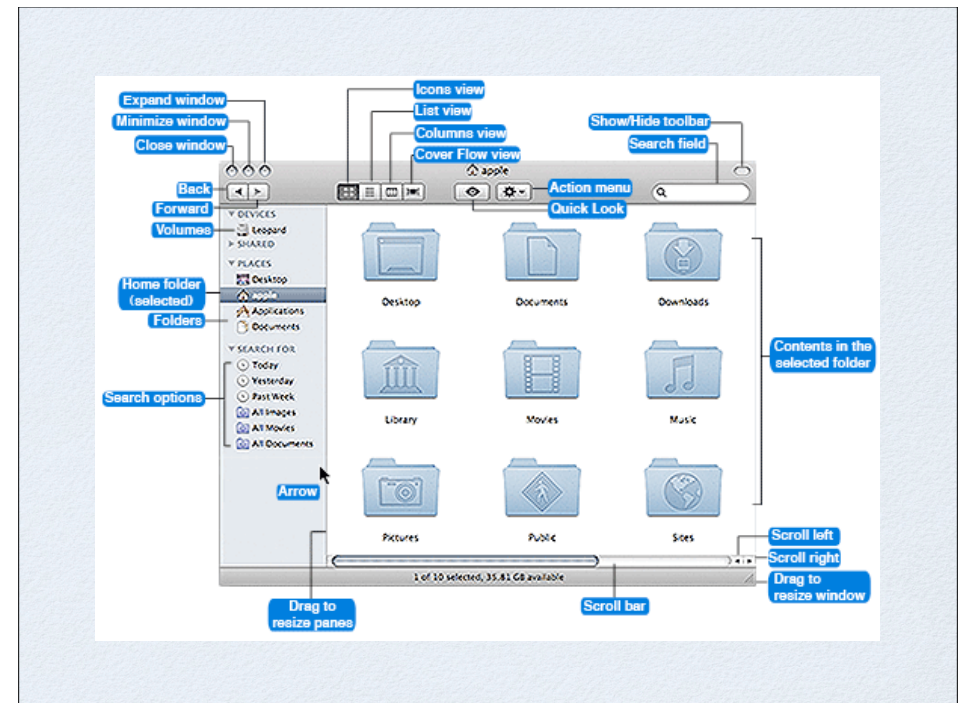 Icons view
Expand window
List view
Minimize window
Columns view
Show/Hide toolbar
Close window
Cover Flow view
Search field
apple
Back
Action menu
Forward
Quick Look
DEVICES
Volumes
Leopard
SHARED
PLACES
Desktop
Home folder
(selected)
apple
Applications
Folders
Documents
SEARCH FOR
Today
Yesterday
Search options
Past Week
All Images
All Movies
All Documents
Desktop
Documents
Downloads
Contents in the
selected folder
Library
Movies
Music
Arrow
Pictures
Public
Sites
Scroll left
Scroll right
1 of 10 selected, 35.81 GB available
Drag to
resize window
Drag to
resize panes
Scroll bar